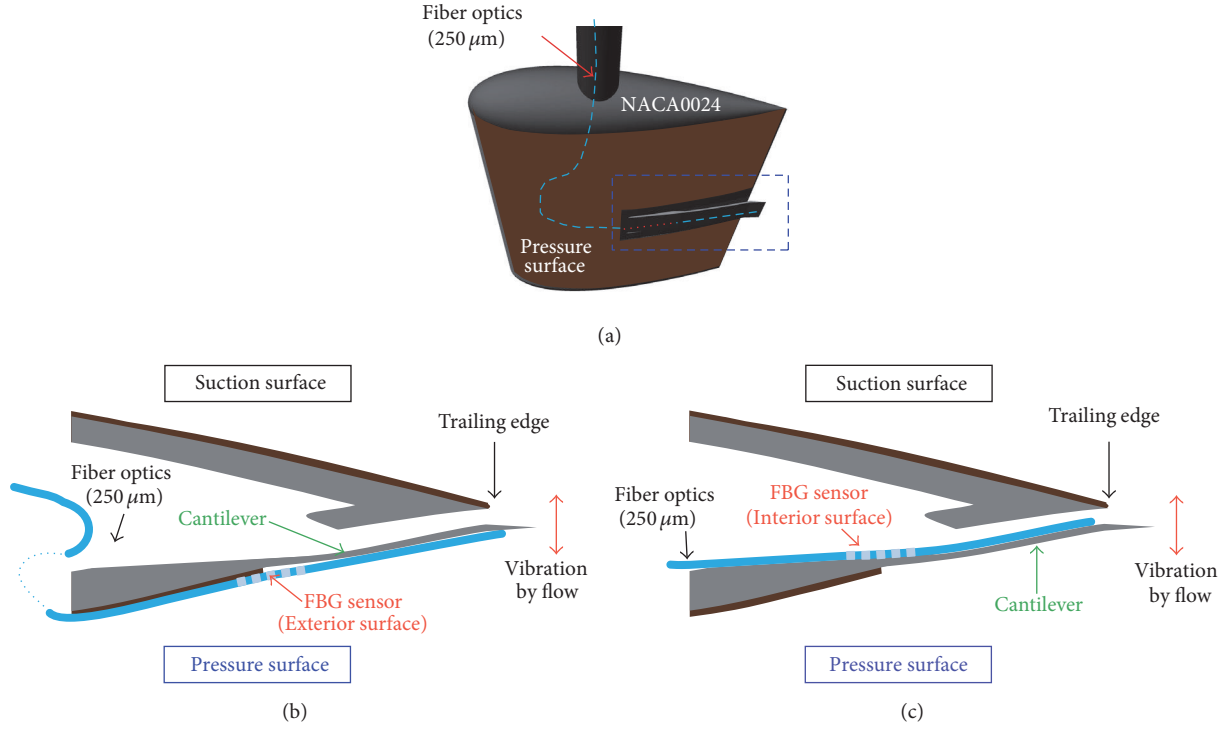 Fiber optics
(250 μm)
NACA0024
Pressure
surface
(a)
Suction surface
Trailing edge
Fiber optics
(250 μm)
Cantilever
FBG sensor
(Exterior surface)
Vibration
by flow
Pressure surface
(b)
Suction surface
Trailing edge
Fiber optics
(250 μm)
FBG sensor
(Interior surface)
Cantilever
Vibration
by flow
Pressure surface
(c)